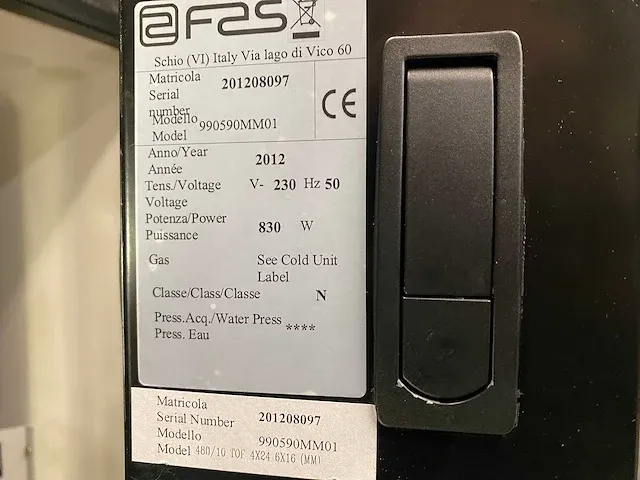 FAS
Schio (VI) Italy Via lago di Vico 60
Matricola
Serial 201208097
number
Modello 990590MM01
Model
CE
Anno/Year 2012
Année
Tens./Voltage V- 230 Hz 50
Voltage
Potenza/Power 830 W
Puissance
Gas See Cold Unit
Label
Classe/Class/Classe N
Press.Acq./Water Press ****
Press. Eau
Matricola
Serial Number 201208097
Modello 990590MM01
Model 480/10 TOF 4X24 6X16 (MM)